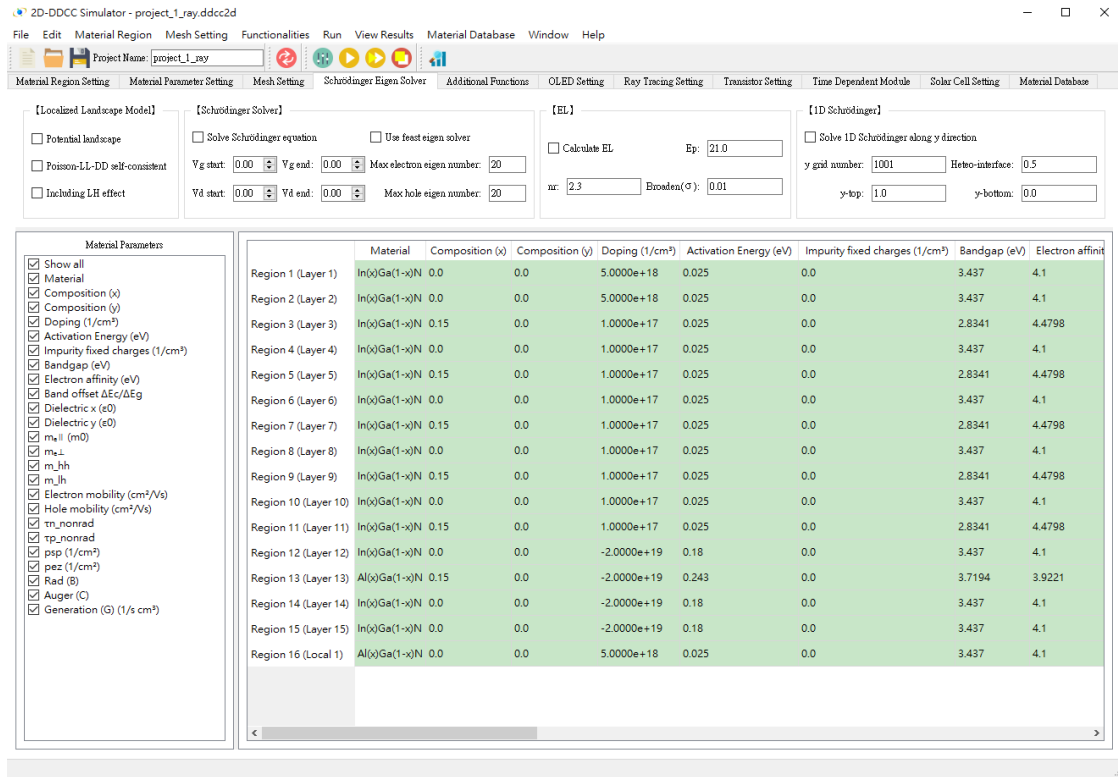 2D-DDCC Simulator - project_1_ray.ddcc2d
File Edit Material Region Mesh Setting Functionalities Run View Results Material Database Window Help
Project Name: project_1_ray
Material Region Setting Material Parameter Setting Mesh Setting Schrödinger Eigen Solver Additional Functions OLED Setting Ray Tracing Setting Transistor Setting Time Dependent Module Solar Cell Setting Material Database
【Localized Landscape Model】 【Schrödinger Solver】 【EL】 【1D Schrödinger】
Potential landscape Solve Schrödinger equation Use feast eigen solver Calculate EL Ep: 21.0 Solve 1D Schrödinger along y direction
Poisson-LL-DD self-consistent Vg start: 0.00 Vg end: 0.00 Max electron eigen number: 20 y grid number: 1001 Heteo-interface: 0.5
Including LH effect Vd start: 0.00 Vd end: 0.00 Max hole eigen number: 20 nr: 2.3 Broaden(σ): 0.01 y-top: 1.0 y-bottom: 0.0
Material Parameters
Show all
Material
Composition (x)
Composition (y)
Doping (1/cm³)
Activation Energy (eV)
Impurity fixed charges (1/cm³)
Bandgap (eV)
Electron affinity (eV)
Band offset ΔEc/ΔEg
Dielectric x (ε0)
Dielectric y (ε0)
mₑ∥ (m0)
mₑ⊥
m_hh
m_lh
Electron mobility (cm²/Vs)
Hole mobility (cm²/Vs)
τn_nonrad
τp_nonrad
psp (1/cm²)
pez (1/cm²)
Rad (B)
Auger (C)
Generation (G) (1/s cm³)
Material Composition (x) Composition (y) Doping (1/cm³) Activation Energy (eV) Impurity fixed charges (1/cm³) Bandgap (eV) Electron affinit
Region 1 (Layer 1) In(x)Ga(1-x)N 0.0 0.0 5.0000e+18 0.025 0.0 3.437 4.1
Region 2 (Layer 2) In(x)Ga(1-x)N 0.0 0.0 5.0000e+18 0.025 0.0 3.437 4.1
Region 3 (Layer 3) In(x)Ga(1-x)N 0.15 0.0 1.0000e+17 0.025 0.0 2.8341 4.4798
Region 4 (Layer 4) In(x)Ga(1-x)N 0.0 0.0 1.0000e+17 0.025 0.0 3.437 4.1
Region 5 (Layer 5) In(x)Ga(1-x)N 0.15 0.0 1.0000e+17 0.025 0.0 2.8341 4.4798
Region 6 (Layer 6) In(x)Ga(1-x)N 0.0 0.0 1.0000e+17 0.025 0.0 3.437 4.1
Region 7 (Layer 7) In(x)Ga(1-x)N 0.15 0.0 1.0000e+17 0.025 0.0 2.8341 4.4798
Region 8 (Layer 8) In(x)Ga(1-x)N 0.0 0.0 1.0000e+17 0.025 0.0 3.437 4.1
Region 9 (Layer 9) In(x)Ga(1-x)N 0.15 0.0 1.0000e+17 0.025 0.0 2.8341 4.4798
Region 10 (Layer 10) In(x)Ga(1-x)N 0.0 0.0 1.0000e+17 0.025 0.0 3.437 4.1
Region 11 (Layer 11) In(x)Ga(1-x)N 0.15 0.0 1.0000e+17 0.025 0.0 2.8341 4.4798
Region 12 (Layer 12) In(x)Ga(1-x)N 0.0 0.0 -2.0000e+19 0.18 0.0 3.437 4.1
Region 13 (Layer 13) Al(x)Ga(1-x)N 0.15 0.0 -2.0000e+19 0.243 0.0 3.7194 3.9221
Region 14 (Layer 14) In(x)Ga(1-x)N 0.0 0.0 -2.0000e+19 0.18 0.0 3.437 4.1
Region 15 (Layer 15) In(x)Ga(1-x)N 0.0 0.0 -2.0000e+19 0.18 0.0 3.437 4.1
Region 16 (Local 1) Al(x)Ga(1-x)N 0.0 0.0 5.0000e+18 0.025 0.0 3.437 4.1